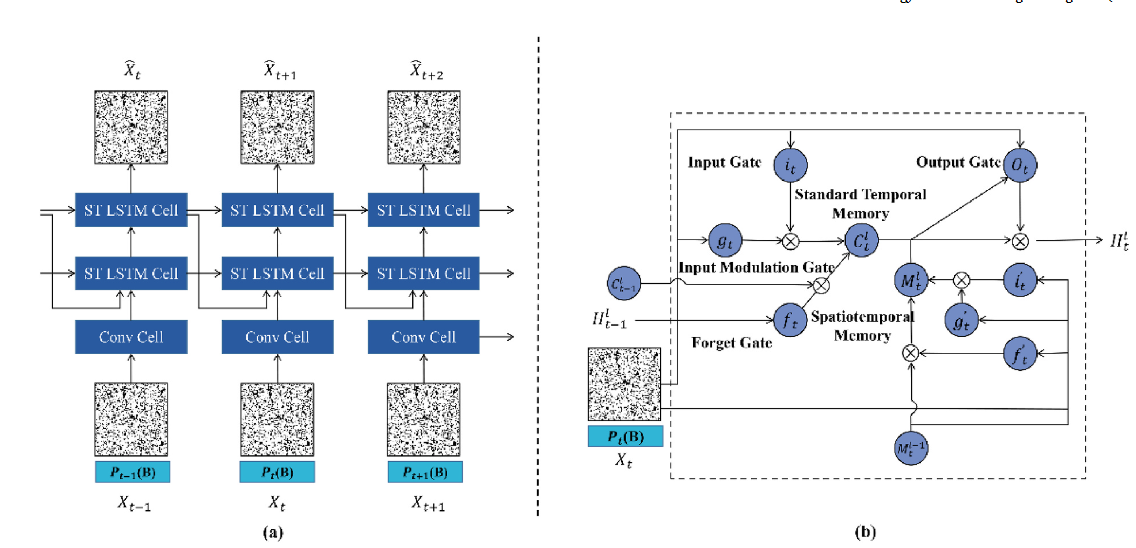 X̂_t X̂_{t+1} X̂_{t+2}
ST LSTM Cell ST LSTM Cell ST LSTM Cell
ST LSTM Cell ST LSTM Cell ST LSTM Cell
Conv Cell Conv Cell Conv Cell
P_{t-1}(B) P_t(B) P_{t+1}(B)
X_{t-1} X_t X_{t+1}
(a)
Input Gate i_t Output Gate O_t
Standard Temporal
Memory
g_t C_t^l H_t^l
Input Modulation Gate
C_{t-1}^l M_t^l i_t'
H_{t-1}^l f_t Spatiotemporal g_t'
Memory
Forget Gate f_t'
P_t(B)
X_t M_t^{l-1}
(b)